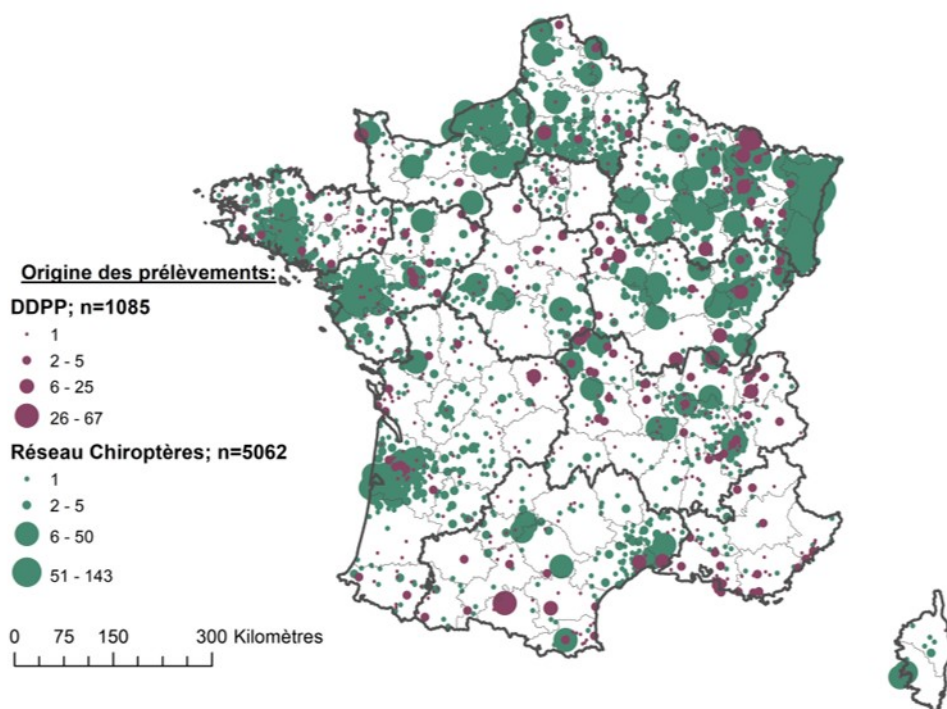 Origine des prélèvements:
DDPP; n=1085
1
2 - 5
6 - 25
26 - 67
Réseau Chiroptères; n=5062
1
2 - 5
6 - 50
51 - 143
0 75 150 300 Kilomètres